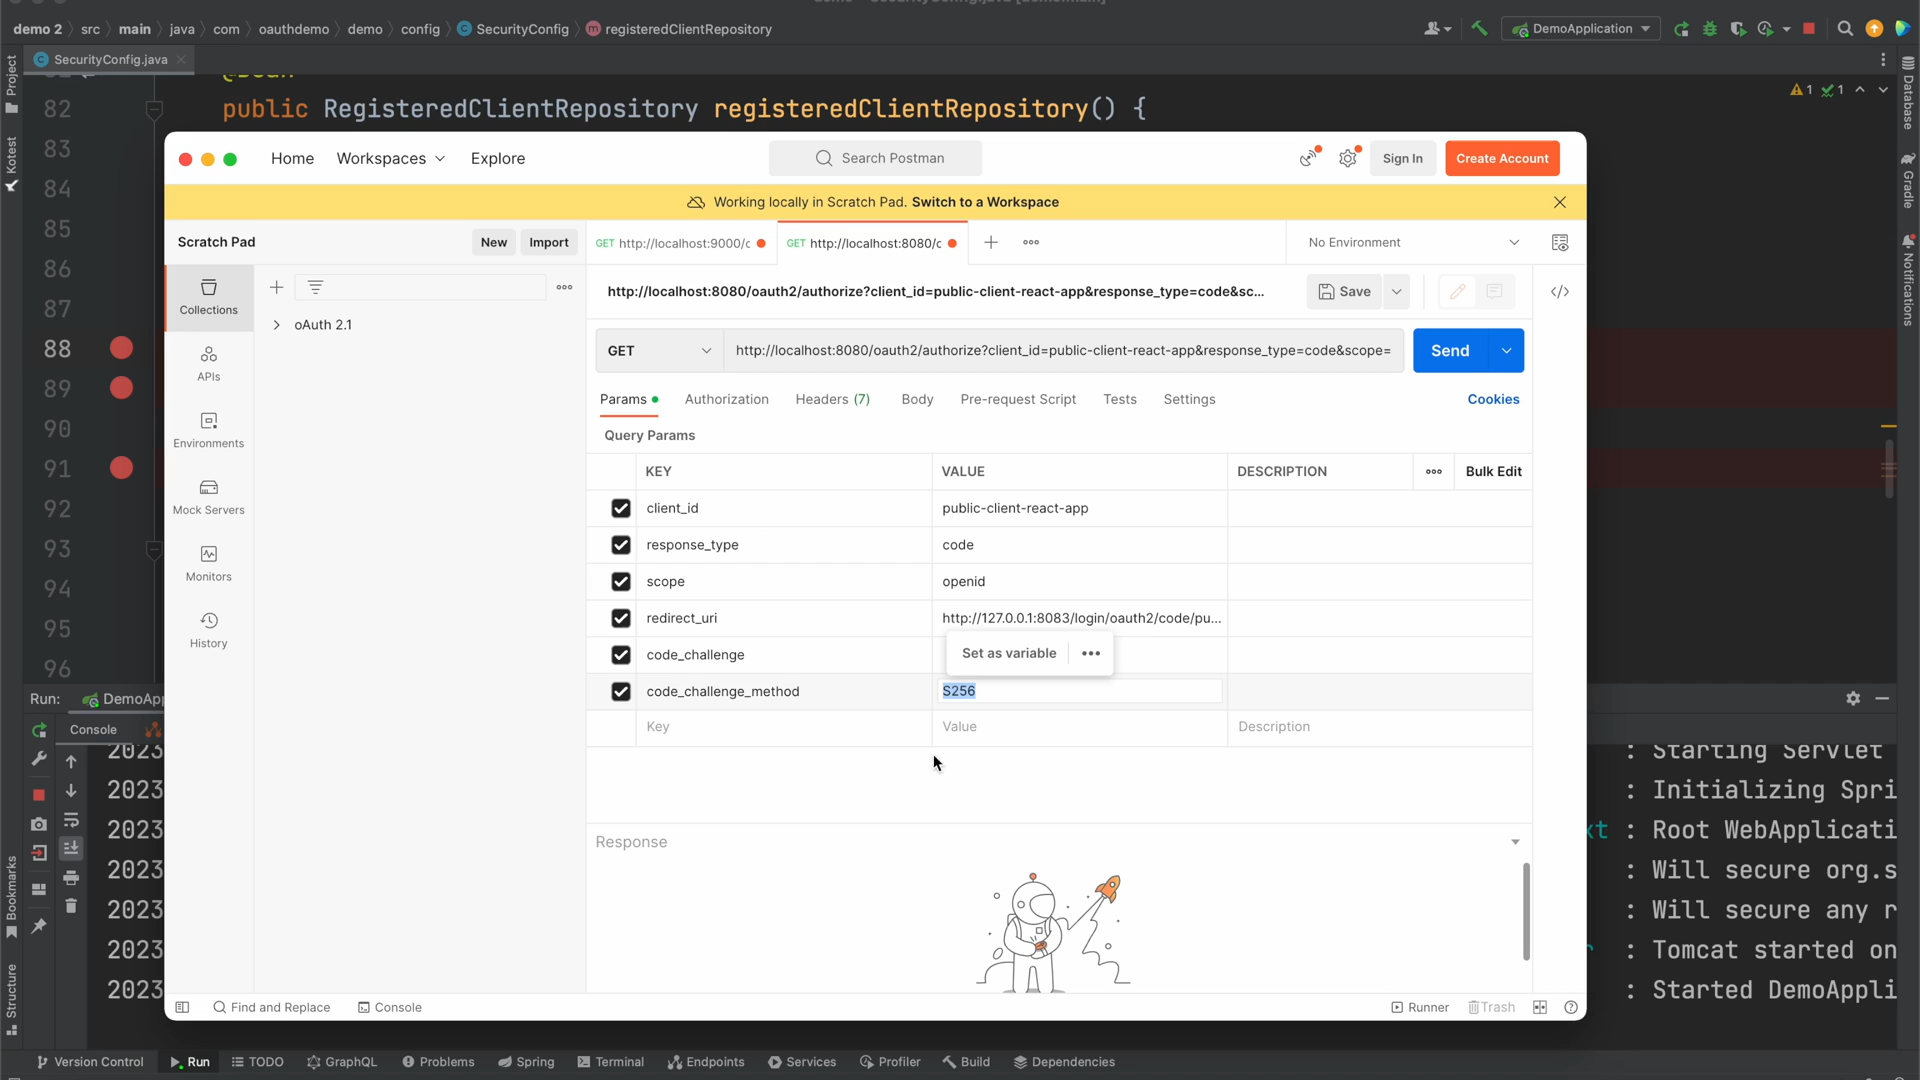 demo 2 src main java com oauthdemo demo config SecurityConfig registeredClientRepository
DemoApplication
SecurityConfig.java
1 1
Project
Kotest
Bookmarks
Structure
Database
Gradle
Notifications
82 public RegisteredClientRepository registeredClientRepository() {
83
84
85
86
87
88
89
90
91
92
93
94
95
96
Home Workspaces Explore
Search Postman
Sign In
Create Account
Working locally in Scratch Pad. Switch to a Workspace
Scratch Pad
New
Import
GET http://localhost:9000/c
GET http://localhost:8080/c
No Environment
Collections
APIs
Environments
Mock Servers
Monitors
History
oAuth 2.1
http://localhost:8080/oauth2/authorize?client_id=public-client-react-app&response_type=code&sc...
Save
GET
http://localhost:8080/oauth2/authorize?client_id=public-client-react-app&response_type=code&scope=
Send
Params Authorization Headers (7) Body Pre-request Script Tests Settings
Cookies
Query Params
KEY VALUE DESCRIPTION Bulk Edit
client_id public-client-react-app
response_type code
scope openid
redirect_uri http://127.0.0.1:8083/login/oauth2/code/pu...
code_challenge
Set as variable
code_challenge_method S256
Key Value Description
Response
Find and Replace
Console
Runner
Trash
Run: DemoApp
Console
2023 : Starting Servlet
2023 : Initializing Spri
2023 xt : Root WebApplicati
2023 : Will secure org.s
2023 : Will secure any r
2023 : Tomcat started on
2023 : Started DemoAppli
Version Control Run TODO GraphQL Problems Spring Terminal Endpoints Services Profiler Build Dependencies